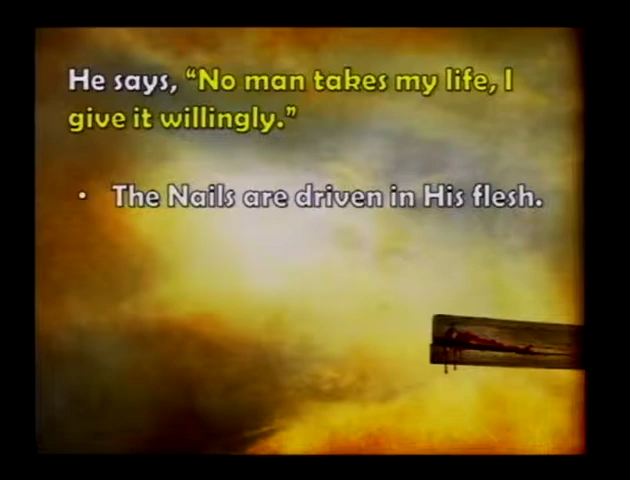 He says, “No man takes my life, I
give it willingly.”
• The Nails are driven in His flesh.